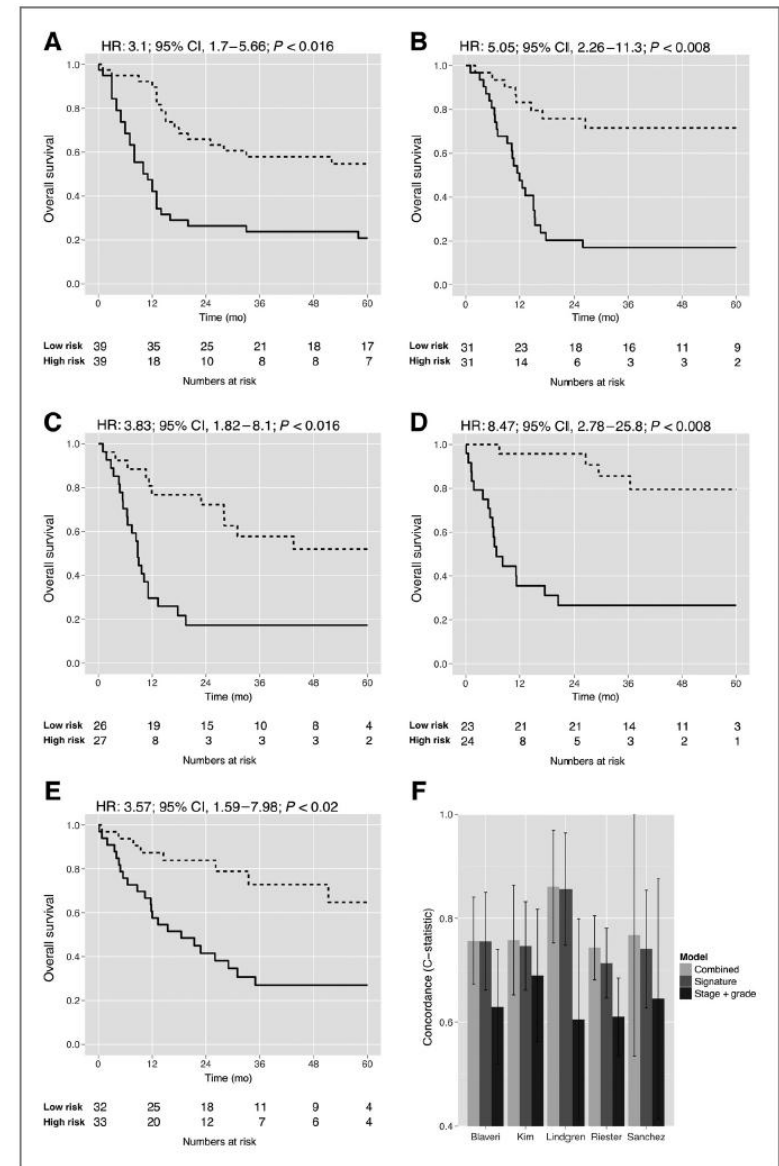 A
HR: 3.1; 95% CI, 1.7–5.66; P < 0.016
1.0
0.8
0.6
0.4
0.2
0.0
Overall survival
0 12 24 36 48 60
Time (mo)
Low risk 39 35 25 21 18 17
High risk 39 18 10 8 8 7
Numbers at risk
B
HR: 5.05; 95% CI, 2.26–11.3; P < 0.008
1.0
0.8
0.6
0.4
0.2
0.0
Overall survival
0 12 24 36 48 60
Time (mo)
Low risk 31 23 18 16 11 9
High risk 31 14 6 3 3 2
Numbers at risk
C
HR: 3.83; 95% CI, 1.82–8.1; P < 0.016
1.0
0.8
0.6
0.4
0.2
0.0
Overall survival
0 12 24 36 48 60
Time (mo)
Low risk 26 19 15 10 8 4
High risk 27 8 3 3 3 2
Numbers at risk
D
HR: 8.47; 95% CI, 2.78–25.8; P < 0.008
1.0
0.8
0.6
0.4
0.2
0.0
Overall survival
0 12 24 36 48 60
Time (mo)
Low risk 23 21 21 14 11 3
High risk 24 8 5 3 2 1
Numbers at risk
E
HR: 3.57; 95% CI, 1.59–7.98; P < 0.02
1.0
0.8
0.6
0.4
0.2
0.0
Overall survival
0 12 24 36 48 60
Time (mo)
Low risk 32 25 18 11 9 4
High risk 33 20 12 7 6 4
Numbers at risk
F
1.0
0.8
0.6
0.4
Concordance (C–statistic)
Blaveri Kim Lindgren Riester Sanchez
Model
Combined
Signature
Stage + grade